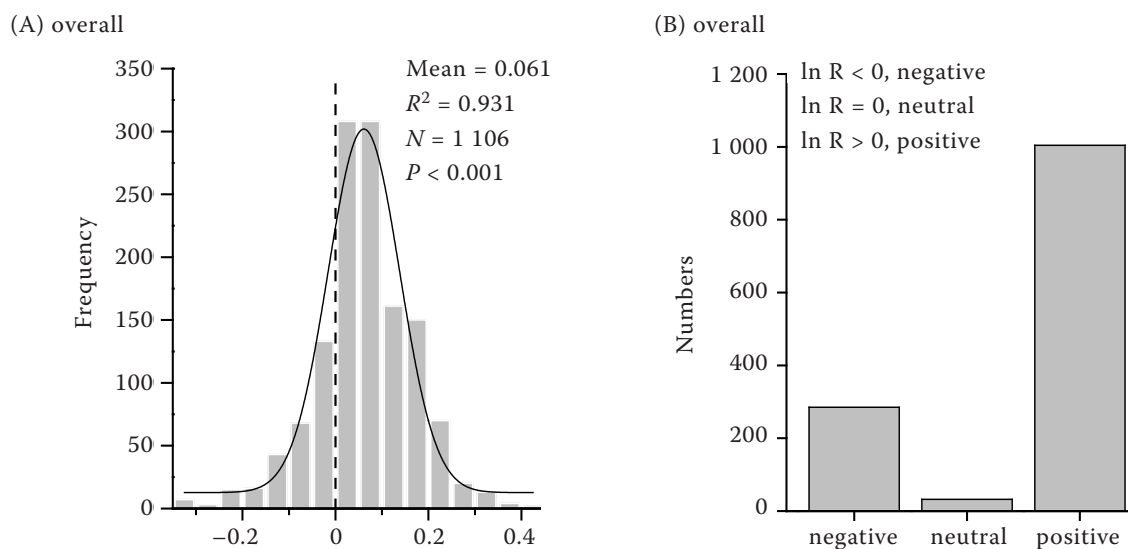 (A) overall
350
300
250
200
150
100
50
0
Frequency
Mean = 0.061
R² = 0.931
N = 1 106
P < 0.001
−0.2 0 0.2 0.4
(B) overall
1 200
1 000
800
600
400
200
0
Numbers
ln R < 0, negative
ln R = 0, neutral
ln R > 0, positive
negative neutral positive